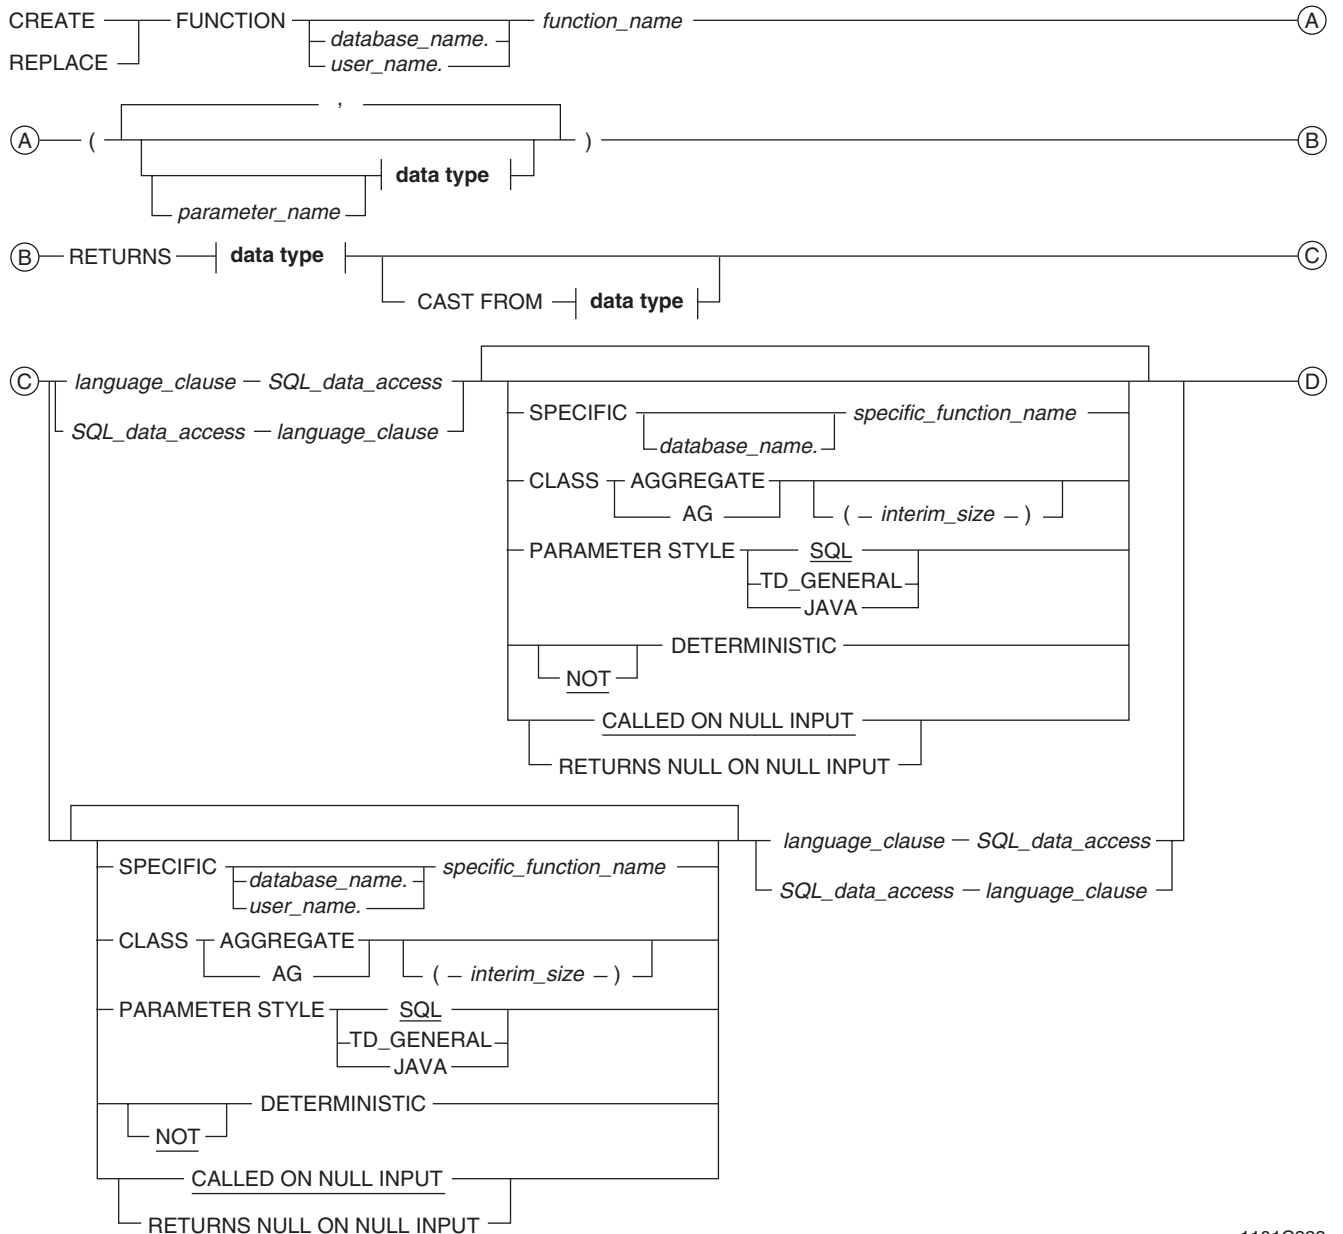 CREATE FUNCTION function_name A
database_name.
REPLACE user_name.
,
A ( ) B
data type
parameter_name
B RETURNS data type C
CAST FROM data type
C language_clause SQL_data_access D
SQL_data_access language_clause
SPECIFIC specific_function_name
database_name.
CLASS AGGREGATE
AG ( interim_size )
PARAMETER STYLE SQL
TD_GENERAL
JAVA
DETERMINISTIC
NOT
CALLED ON NULL INPUT
RETURNS NULL ON NULL INPUT
language_clause SQL_data_access
SQL_data_access language_clause
SPECIFIC specific_function_name
database_name.
user_name.
CLASS AGGREGATE
AG ( interim_size )
PARAMETER STYLE SQL
TD_GENERAL
JAVA
DETERMINISTIC
NOT
CALLED ON NULL INPUT
RETURNS NULL ON NULL INPUT